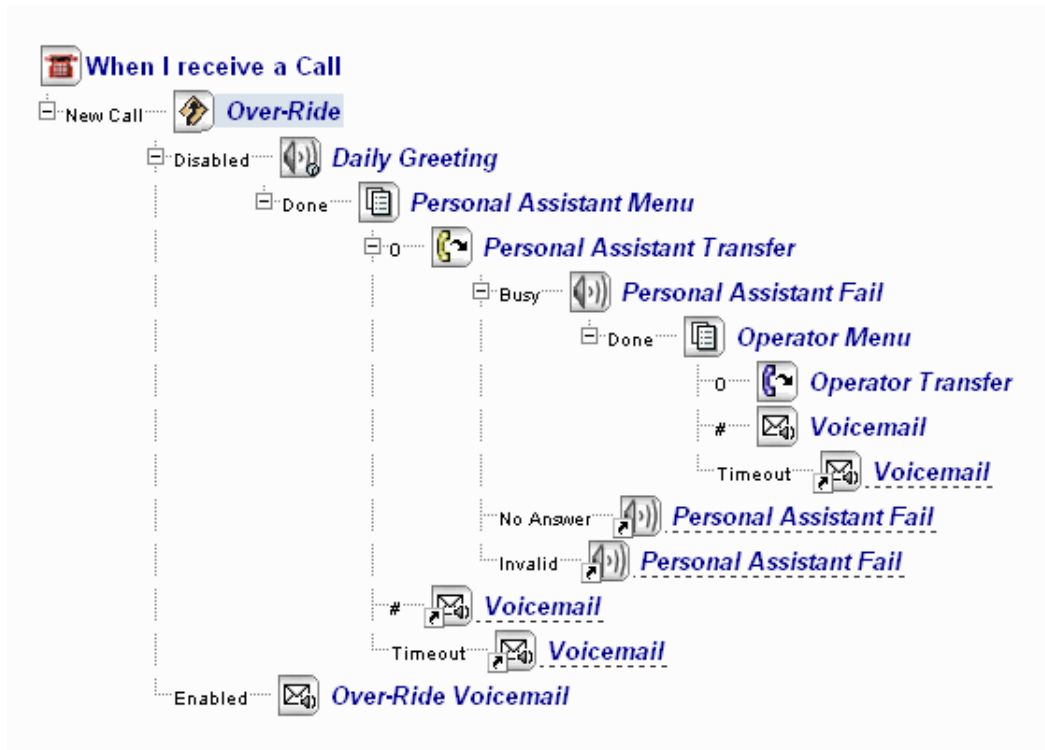 When I receive a Call
New Call Over-Ride
Disabled Daily Greeting
Done Personal Assistant Menu
0 Personal Assistant Transfer
Busy Personal Assistant Fail
Done Operator Menu
0 Operator Transfer
# Voicemail
Timeout Voicemail
No Answer Personal Assistant Fail
Invalid Personal Assistant Fail
# Voicemail
Timeout Voicemail
Enabled Over-Ride Voicemail